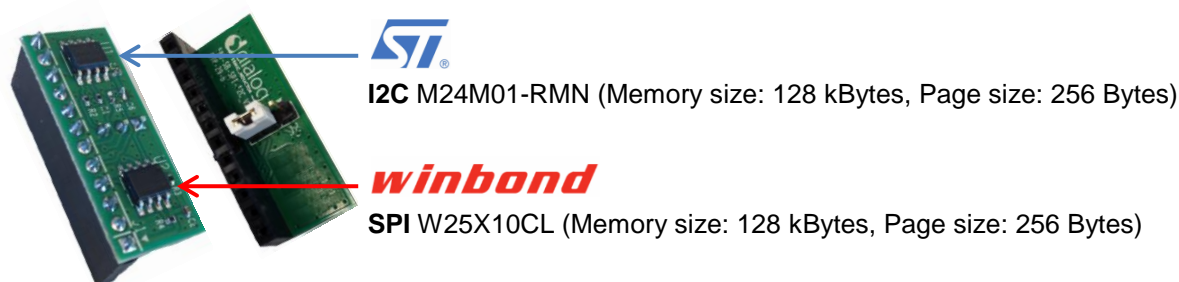 ST
I2C M24M01-RMN (Memory size: 128 kBytes, Page size: 256 Bytes)
dialog
winbond
SPI W25X10CL (Memory size: 128 kBytes, Page size: 256 Bytes)